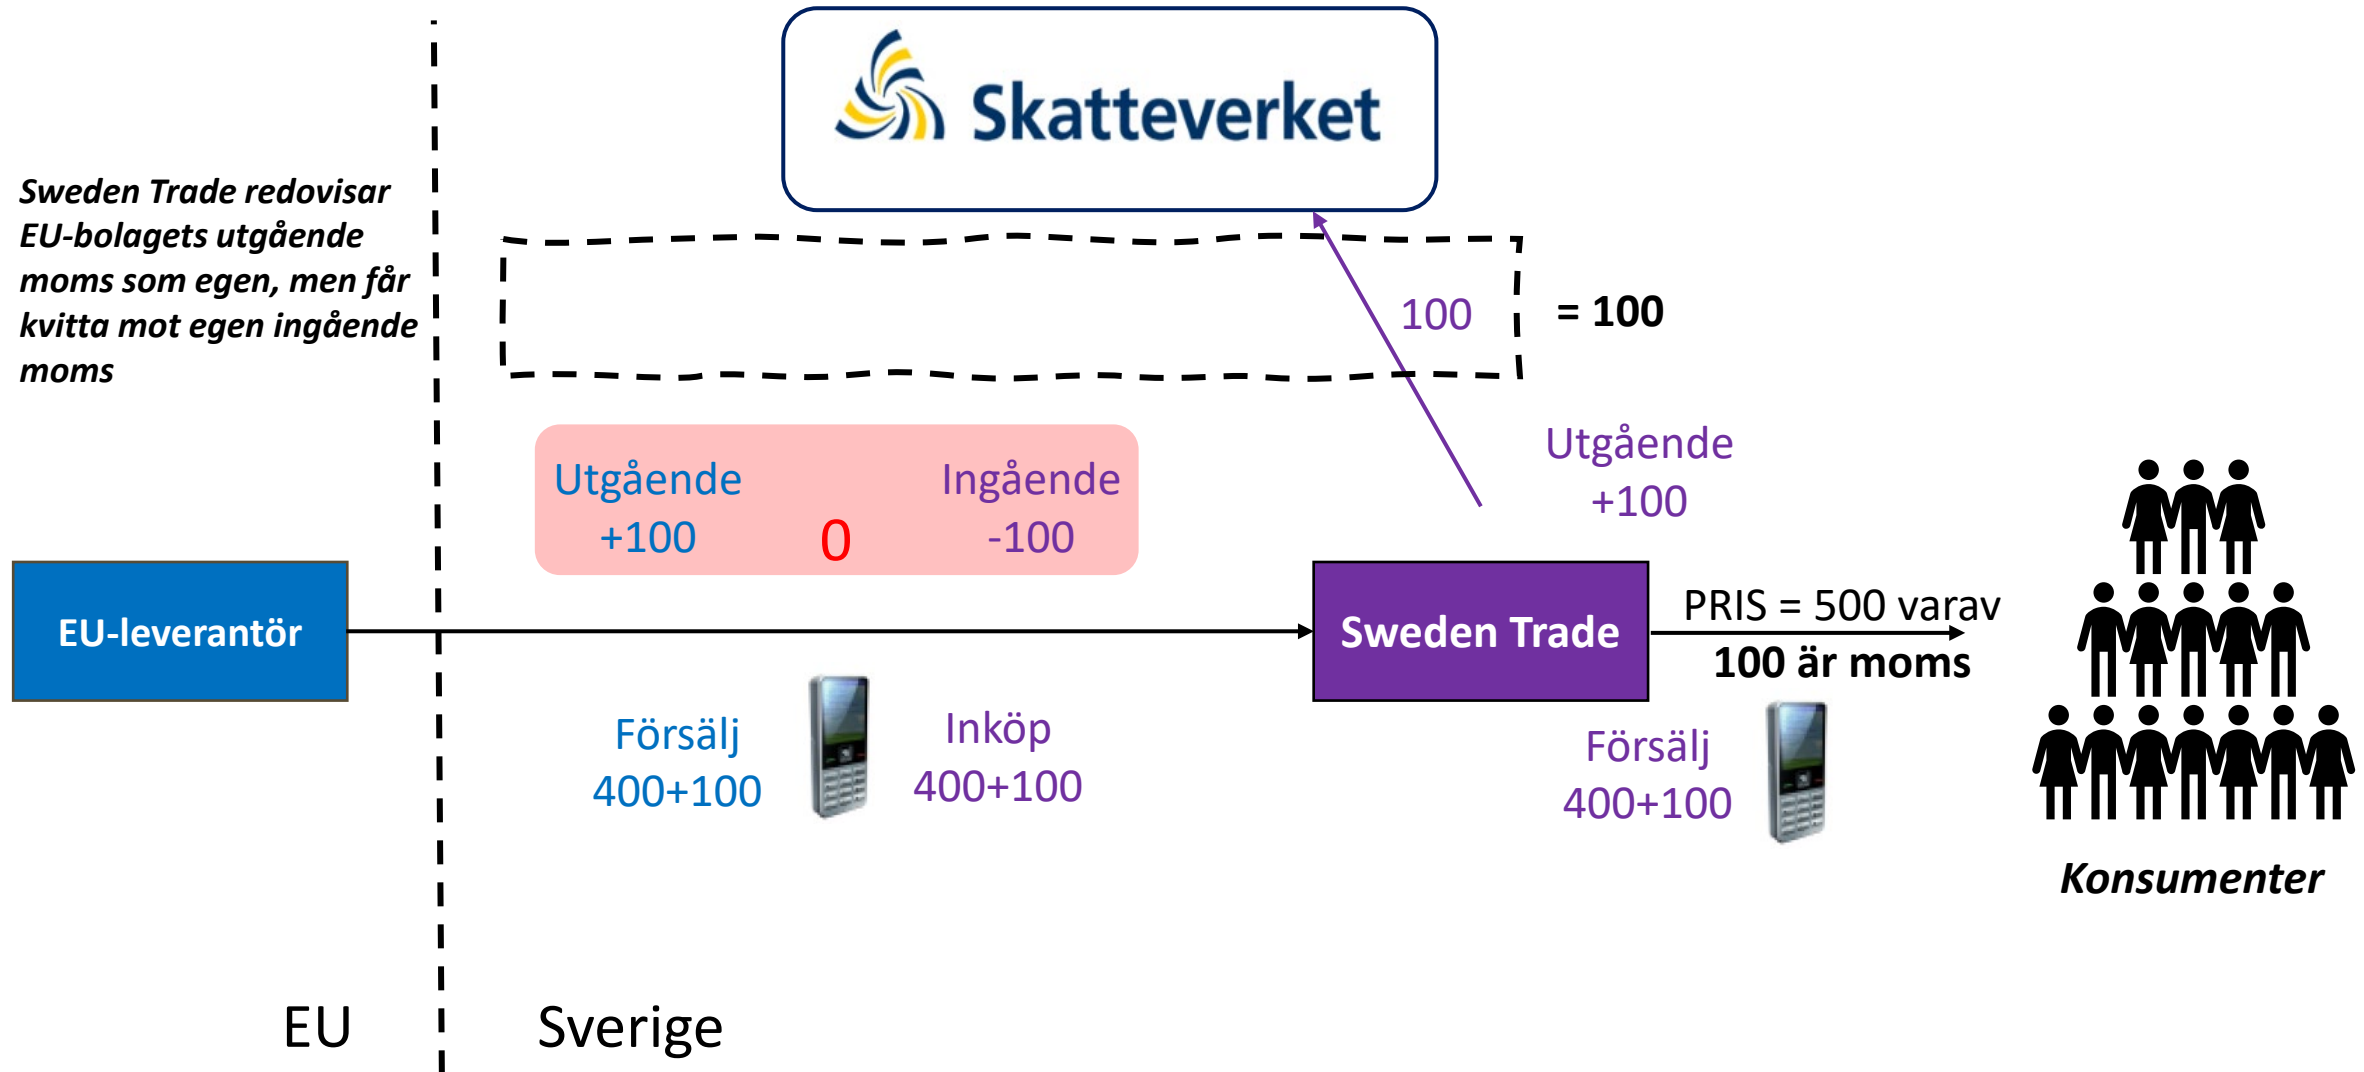 Skatteverket
Sweden Trade redovisar
EU-bolagets utgående
moms som egen, men får
kvitta mot egen ingående
moms
100
= 100
Utgående
+100
0
Ingående
-100
Utgående
+100
EU-leverantör
Sweden Trade
PRIS = 500 varav
100 är moms
Försälj
400+100
Inköp
400+100
Försälj
400+100
Konsumenter
EU
Sverige